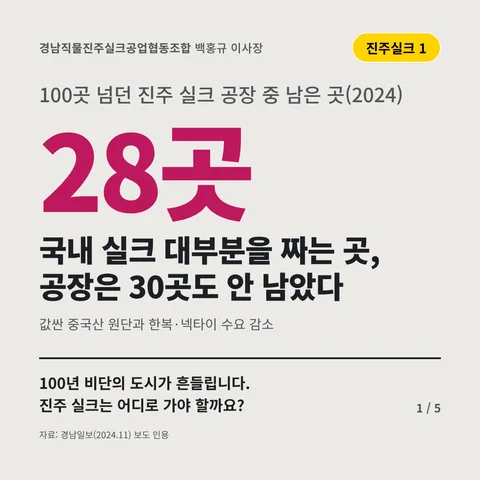 경남직물진주실크공업협동조합 백홍규 이사장
진주실크 1
100곳 넘던 진주 실크 공장 중 남은 곳(2024)
28곳
국내 실크 대부분을 짜는 곳,
공장은 30곳도 안 남았다
값싼 중국산 원단과 한복·넥타이 수요 감소
100년 비단의 도시가 흔들립니다.
진주 실크는 어디로 가야 할까요?
1 / 5
자료: 경남일보(2024.11) 보도 인용